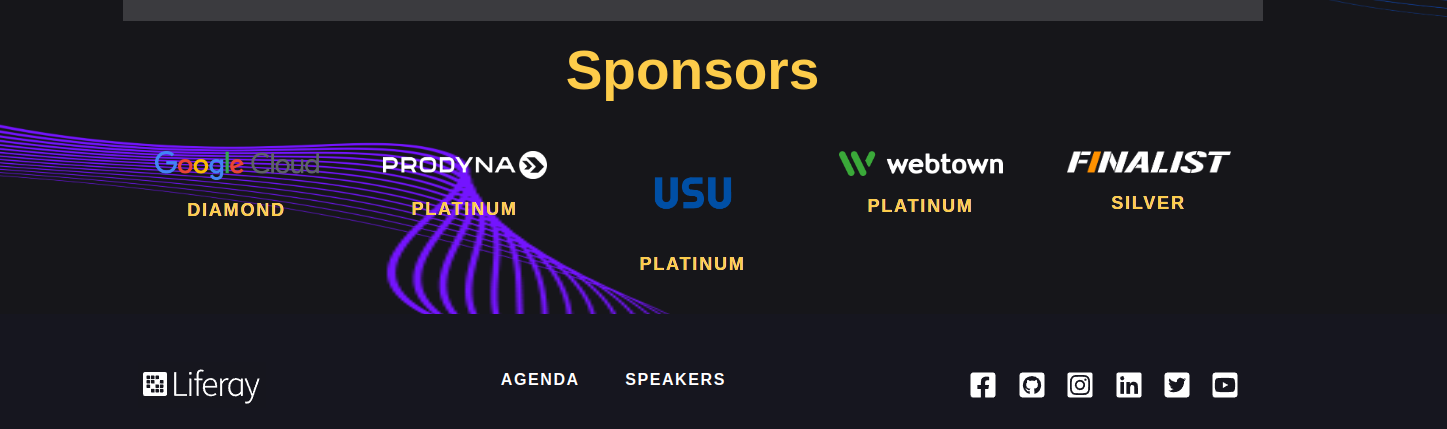 Sponsors
Google Cloud
DIAMOND
PRODYNA
PLATINUM
USU
PLATINUM
webtown
PLATINUM
FINALIST
SILVER
Liferay
AGENDA
SPEAKERS